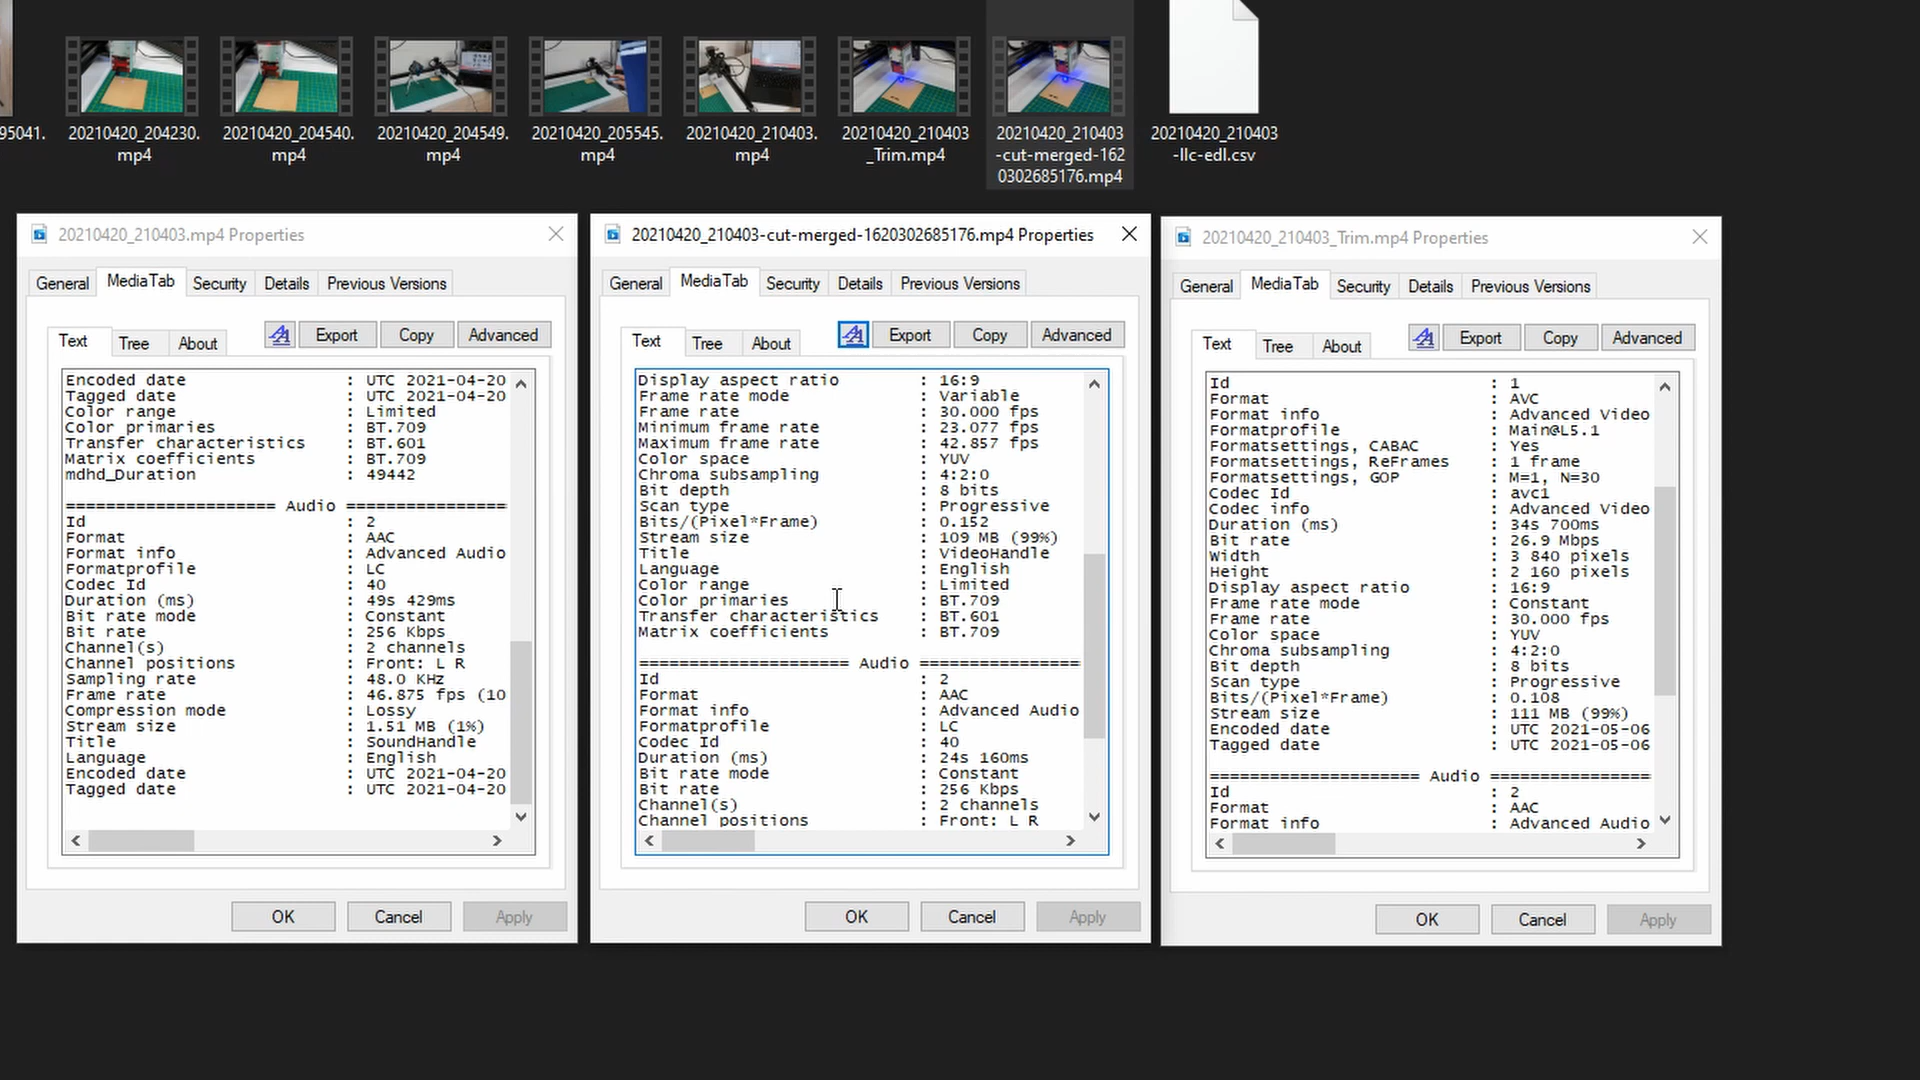 95041.
20210420_204230.
mp4
20210420_204540.
mp4
20210420_204549.
mp4
20210420_205545.
mp4
20210420_210403.
mp4
20210420_210403
_Trim.mp4
20210420_210403
-cut-merged-162
0302685176.mp4
20210420_210403
-llc-edl.csv
20210420_210403.mp4 Properties
General MediaTab Security Details Previous Versions
Text Tree About Export Copy Advanced
Encoded date : UTC 2021-04-20
Tagged date : UTC 2021-04-20
Color range : Limited
Color primaries : BT.709
Transfer characteristics : BT.601
Matrix coefficients : BT.709
mdhd_Duration : 49442
===================== Audio ================
Id : 2
Format : AAC
Format info : Advanced Audio
Formatprofile : LC
Codec Id : 40
Duration (ms) : 49s 429ms
Bit rate mode : Constant
Bit rate : 256 Kbps
Channel(s) : 2 channels
Channel positions : Front: L R
Sampling rate : 48.0 KHz
Frame rate : 46.875 fps (10
Compression mode : Lossy
Stream size : 1.51 MB (1%)
Title : SoundHandle
Language : English
Encoded date : UTC 2021-04-20
Tagged date : UTC 2021-04-20
OK Cancel Apply
20210420_210403-cut-merged-1620302685176.mp4 Properties
General MediaTab Security Details Previous Versions
Text Tree About Export Copy Advanced
Display aspect ratio : 16:9
Frame rate mode : Variable
Frame rate : 30.000 fps
Minimum frame rate : 23.077 fps
Maximum frame rate : 42.857 fps
Color space : YUV
Chroma subsampling : 4:2:0
Bit depth : 8 bits
Scan type : Progressive
Bits/(Pixel*Frame) : 0.152
Stream size : 109 MB (99%)
Title : VideoHandle
Language : English
Color range : Limited
Color primaries : BT.709
Transfer characteristics : BT.601
Matrix coefficients : BT.709
===================== Audio ================
Id : 2
Format : AAC
Format info : Advanced Audio
Formatprofile : LC
Codec Id : 40
Duration (ms) : 24s 160ms
Bit rate mode : Constant
Bit rate : 256 Kbps
Channel(s) : 2 channels
Channel positions : Front: L R
OK Cancel Apply
20210420_210403_Trim.mp4 Properties
General MediaTab Security Details Previous Versions
Text Tree About Export Copy Advanced
Id : 1
Format : AVC
Format info : Advanced Video
Formatprofile : Main@L5.1
Formatsettings, CABAC : Yes
Formatsettings, ReFrames : 1 frame
Formatsettings, GOP : M=1, N=30
Codec Id : avc1
Codec info : Advanced Video
Duration (ms) : 34s 700ms
Bit rate : 26.9 Mbps
Width : 3 840 pixels
Height : 2 160 pixels
Display aspect ratio : 16:9
Frame rate mode : Constant
Frame rate : 30.000 fps
Color space : YUV
Chroma subsampling : 4:2:0
Bit depth : 8 bits
Scan type : Progressive
Bits/(Pixel*Frame) : 0.108
Stream size : 111 MB (99%)
Encoded date : UTC 2021-05-06
Tagged date : UTC 2021-05-06
===================== Audio ================
Id : 2
Format : AAC
Format info : Advanced Audio
OK Cancel Apply